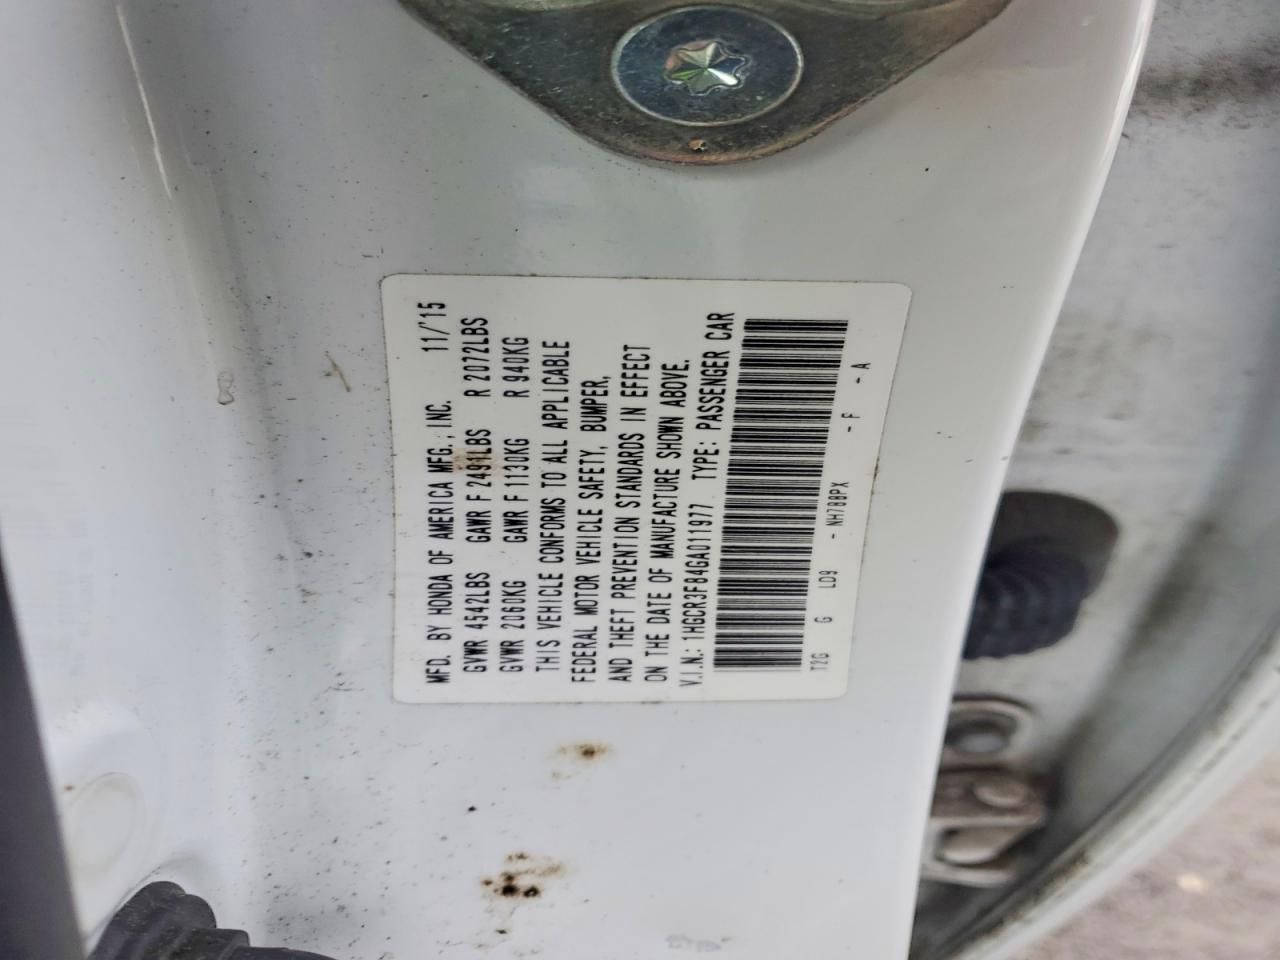 MFD. BY HONDA OF AMERICA MFG., INC. 11/'15
GVWR 4542LBS GAWR F 2491LBS R 2072LBS
GVWR 2060KG GAWR F 1130KG R 940KG
THIS VEHICLE CONFORMS TO ALL APPLICABLE
FEDERAL MOTOR VEHICLE SAFETY, BUMPER,
AND THEFT PREVENTION STANDARDS IN EFFECT
ON THE DATE OF MANUFACTURE SHOWN ABOVE.
V.I.N.: 1HGCR3F84GA011977 TYPE: PASSENGER CAR
T2G G LD9 - NH788PX - F - A